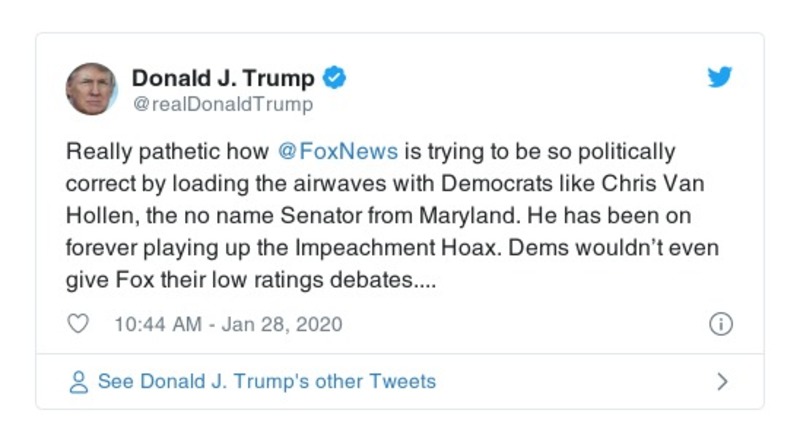 Donald J. Trump
@realDonaldTrump
Really pathetic how @FoxNews is trying to be so politically
correct by loading the airwaves with Democrats like Chris Van
Hollen, the no name Senator from Maryland. He has been on
forever playing up the Impeachment Hoax. Dems wouldn’t even
give Fox their low ratings debates....
10:44 AM - Jan 28, 2020
See Donald J. Trump's other Tweets